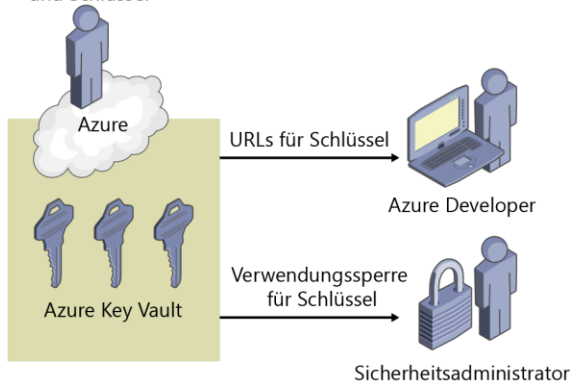 und Schlüssel
Azure
URLs für Schlüssel
Azure Developer
Azure Key Vault
Verwendungssperre
für Schlüssel
Sicherheitsadministrator